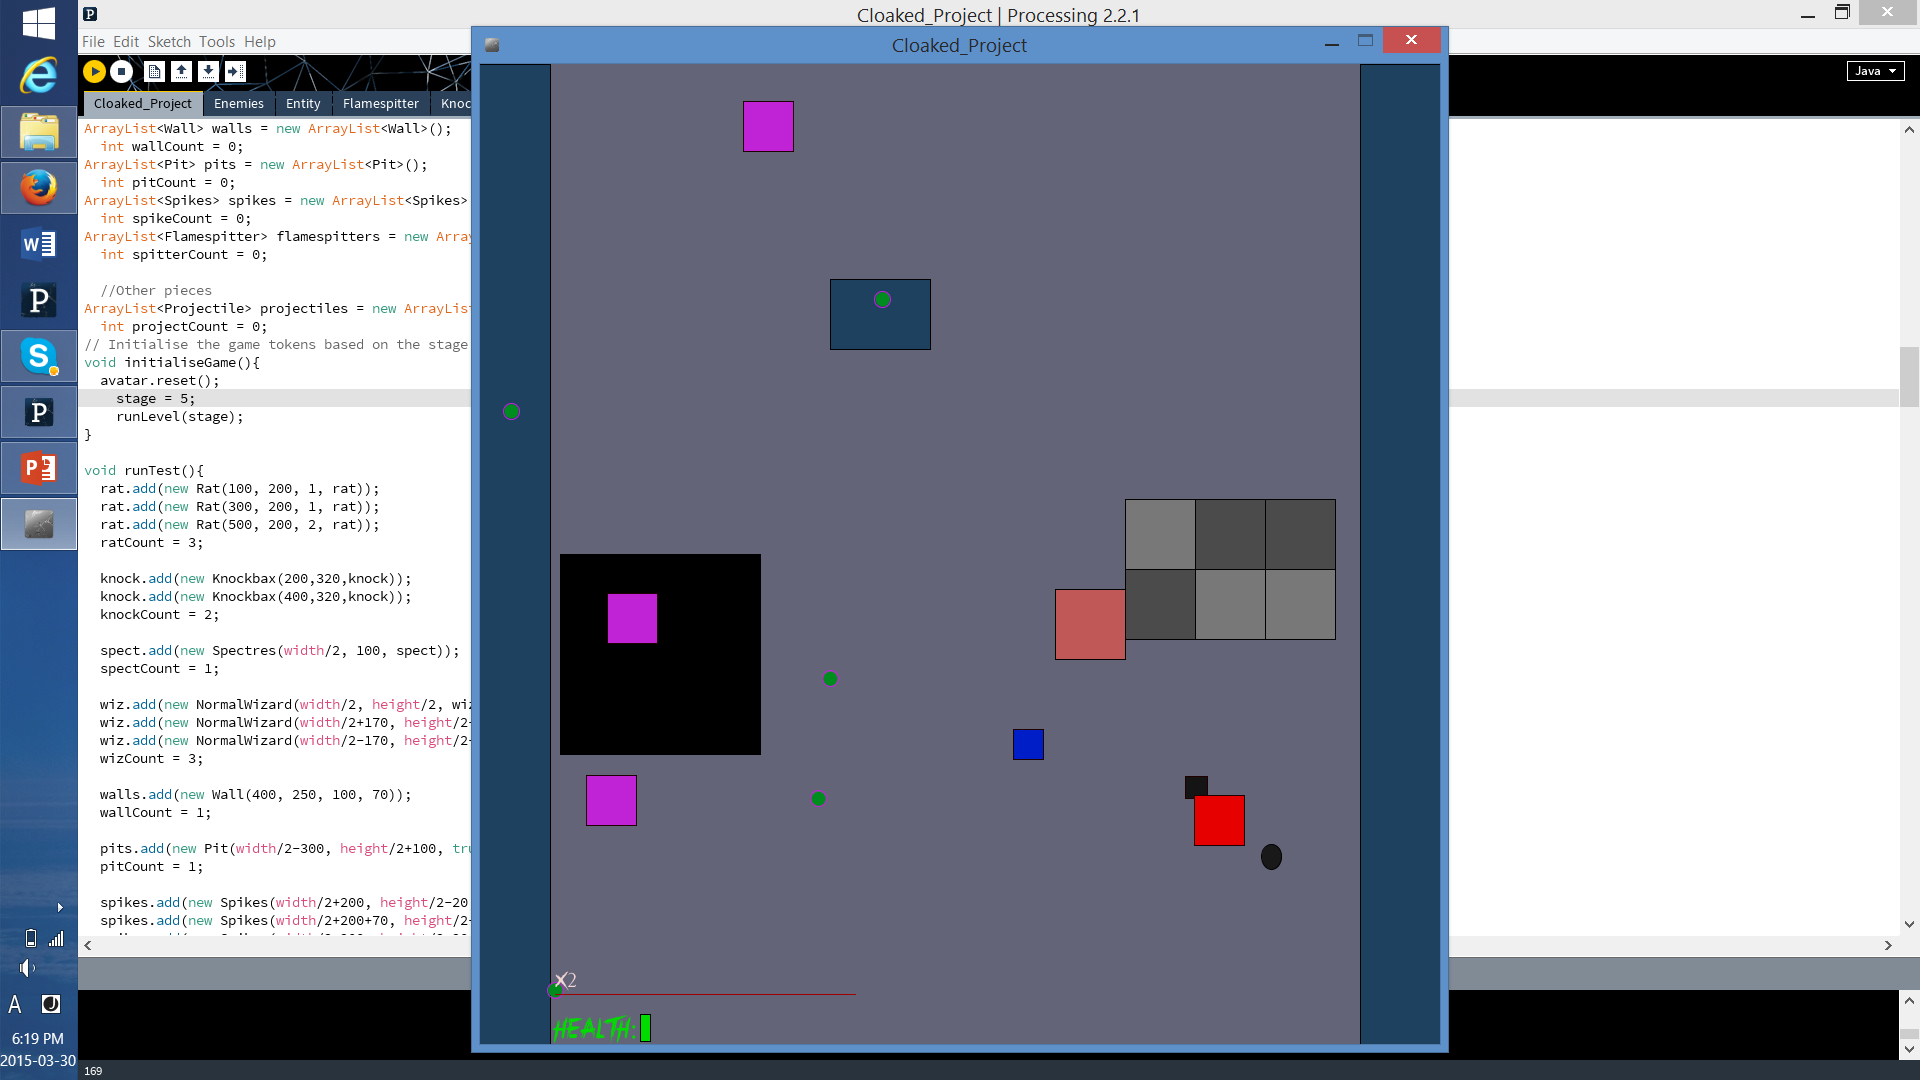 Cloaked_Project | Processing 2.2.1
File Edit Sketch Tools Help
Cloaked_Project
Java
Cloaked_Project Enemies Entity Flamespitter Knoc
ArrayList<Wall> walls = new ArrayList<Wall>();
int wallCount = 0;
ArrayList<Pit> pits = new ArrayList<Pit>();
int pitCount = 0;
ArrayList<Spikes> spikes = new ArrayList<Spikes>
int spikeCount = 0;
ArrayList<Flamespitter> flamespitters = new Array
int spitterCount = 0;
//Other pieces
ArrayList<Projectile> projectiles = new ArrayList
int projectCount = 0;
// Initialise the game tokens based on the stage
void initialiseGame(){
avatar.reset();
stage = 5;
runLevel(stage);
}
void runTest(){
rat.add(new Rat(100, 200, 1, rat));
rat.add(new Rat(300, 200, 1, rat));
rat.add(new Rat(500, 200, 2, rat));
ratCount = 3;
knock.add(new Knockbax(200,320,knock));
knock.add(new Knockbax(400,320,knock));
knockCount = 2;
spect.add(new Spectres(width/2, 100, spect));
spectCount = 1;
wiz.add(new NormalWizard(width/2, height/2, wiz
wiz.add(new NormalWizard(width/2+170, height/2-
wiz.add(new NormalWizard(width/2-170, height/2-
wizCount = 3;
walls.add(new Wall(400, 250, 100, 70));
wallCount = 1;
pits.add(new Pit(width/2-300, height/2+100, tru
pitCount = 1;
spikes.add(new Spikes(width/2+200, height/2-20
spikes.add(new Spikes(width/2+200+70, height/2-
X2
HEALTH:
A
6:19 PM
2015-03-30
169